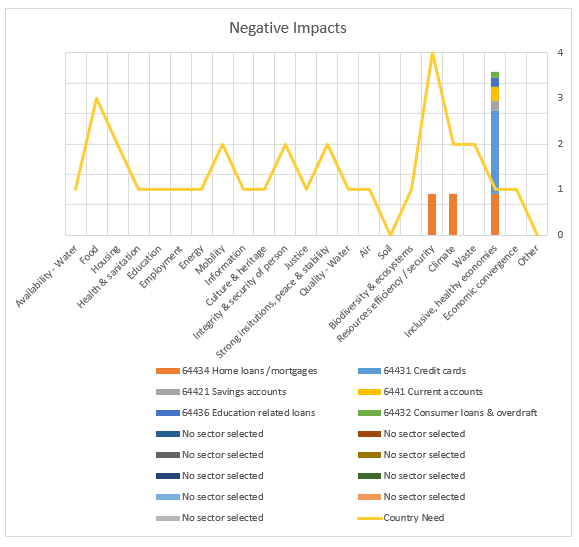 Negative Impacts
4
3
2
1
0
Availability - Water
Food
Housing
Health & sanitation
Education
Employment
Energy
Mobility
Information
Culture & heritage
Integrity & security of person
Justice
Strong insitutions, peace & stability
Quality - Water
Air
Soil
Biodiversity & ecosystems
Resources efficiency / security
Climate
Waste
Inclusive, healthy economies
Economic convergence
Other
64434 Home loans /mortgages
64431 Credit cards
64421 Savings accounts
6441 Current accounts
64436 Education related loans
64432 Consumer loans & overdraft
No sector selected
No sector selected
No sector selected
No sector selected
No sector selected
No sector selected
No sector selected
No sector selected
No sector selected
Country Need